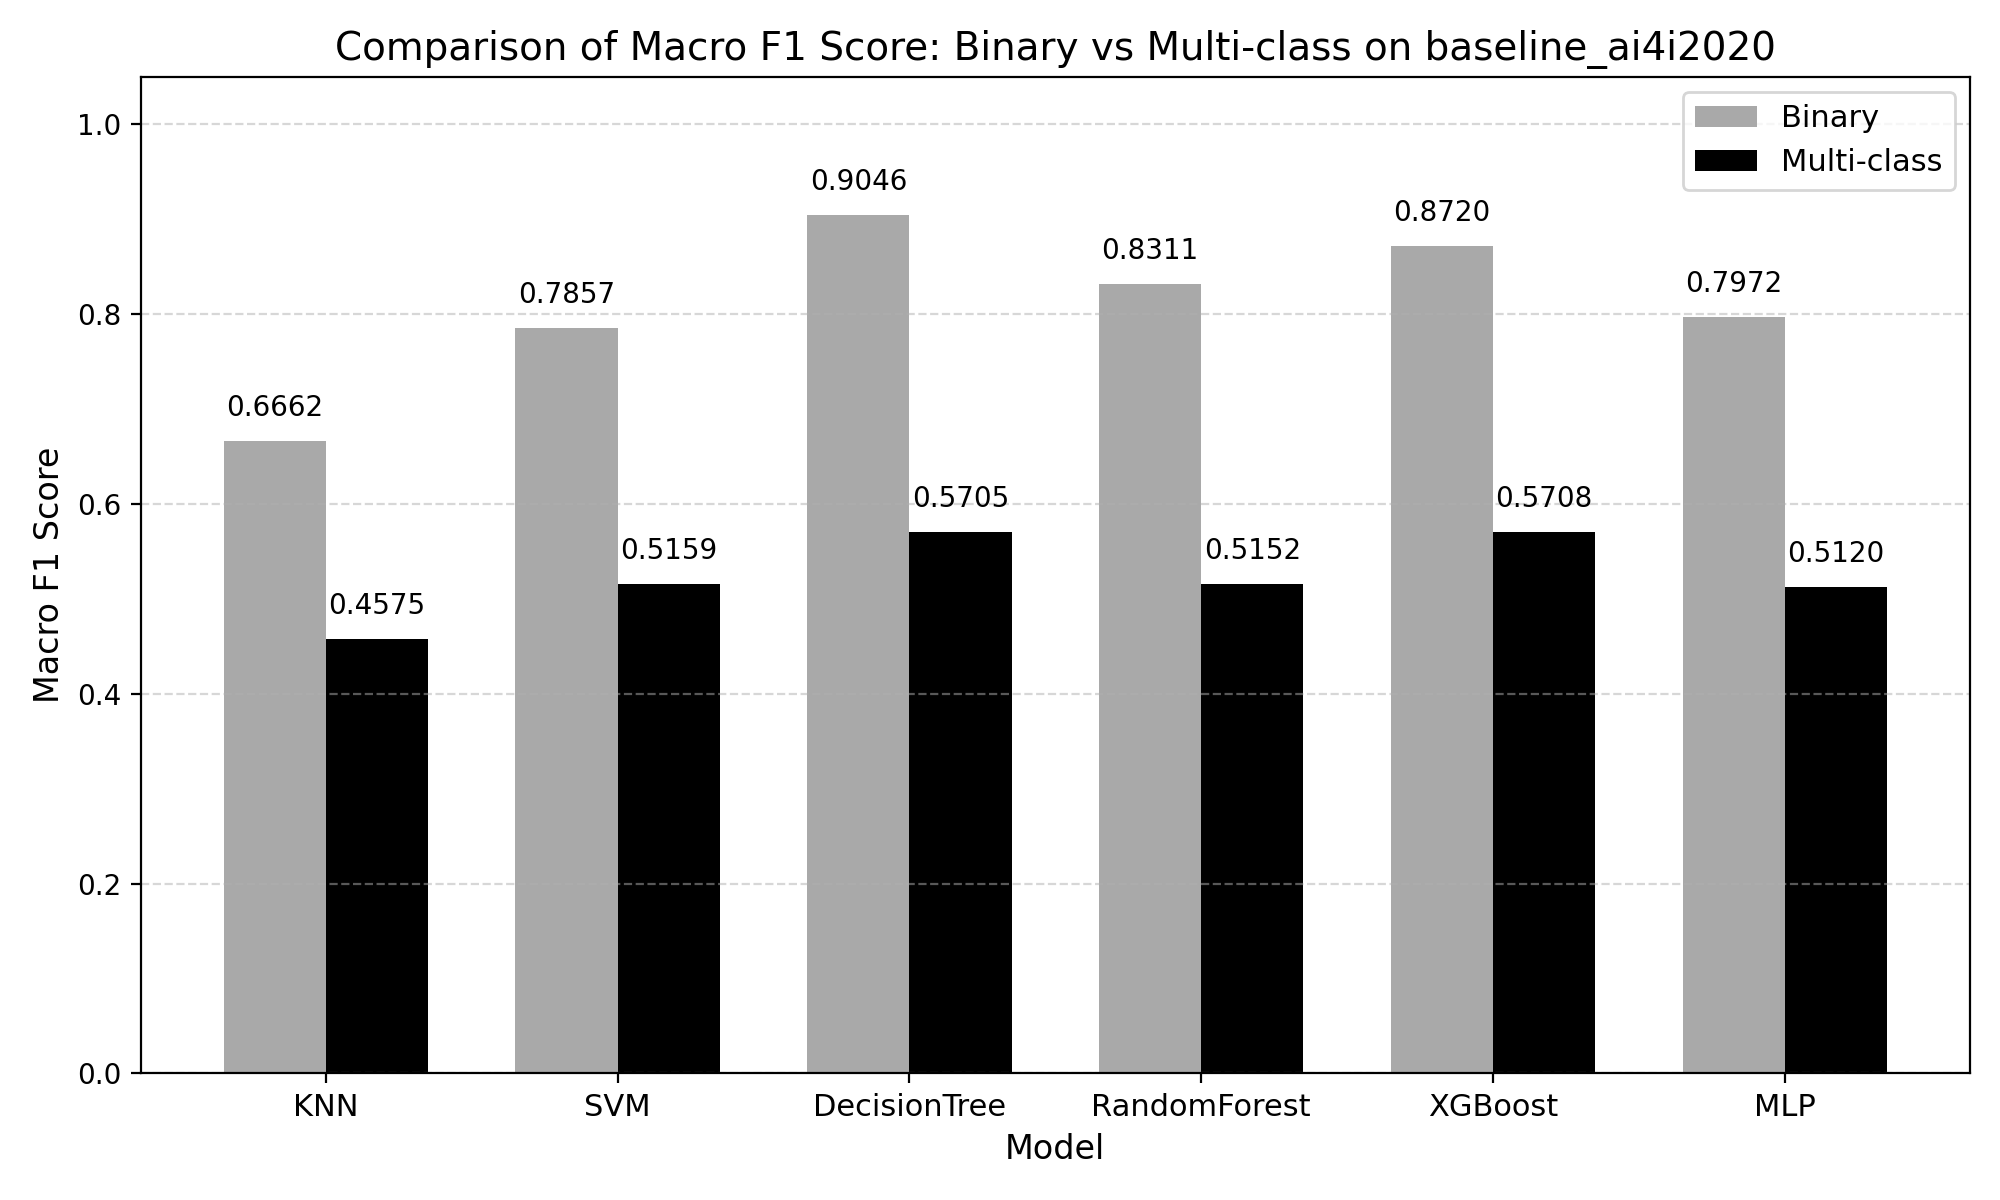 Comparison of Macro F1 Score: Binary vs Multi-class on baseline_ai4i2020
Binary
Multi-class
Macro F1 Score
1.0
0.8
0.6
0.4
0.2
0.0
0.6662
0.4575
0.7857
0.5159
0.9046
0.5705
0.8311
0.5152
0.8720
0.5708
0.7972
0.5120
KNN
SVM
DecisionTree
RandomForest
XGBoost
MLP
Model